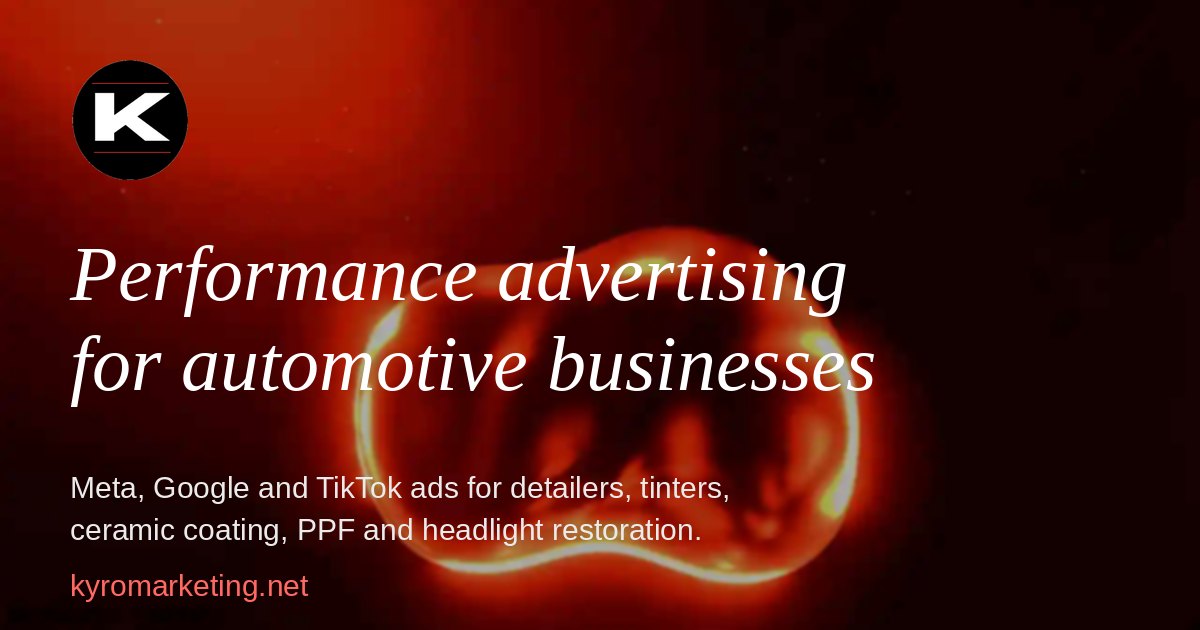 K
Performance advertising
for automotive businesses
Meta, Google and TikTok ads for detailers, tinters,
ceramic coating, PPF and headlight restoration.
kyromarketing.net